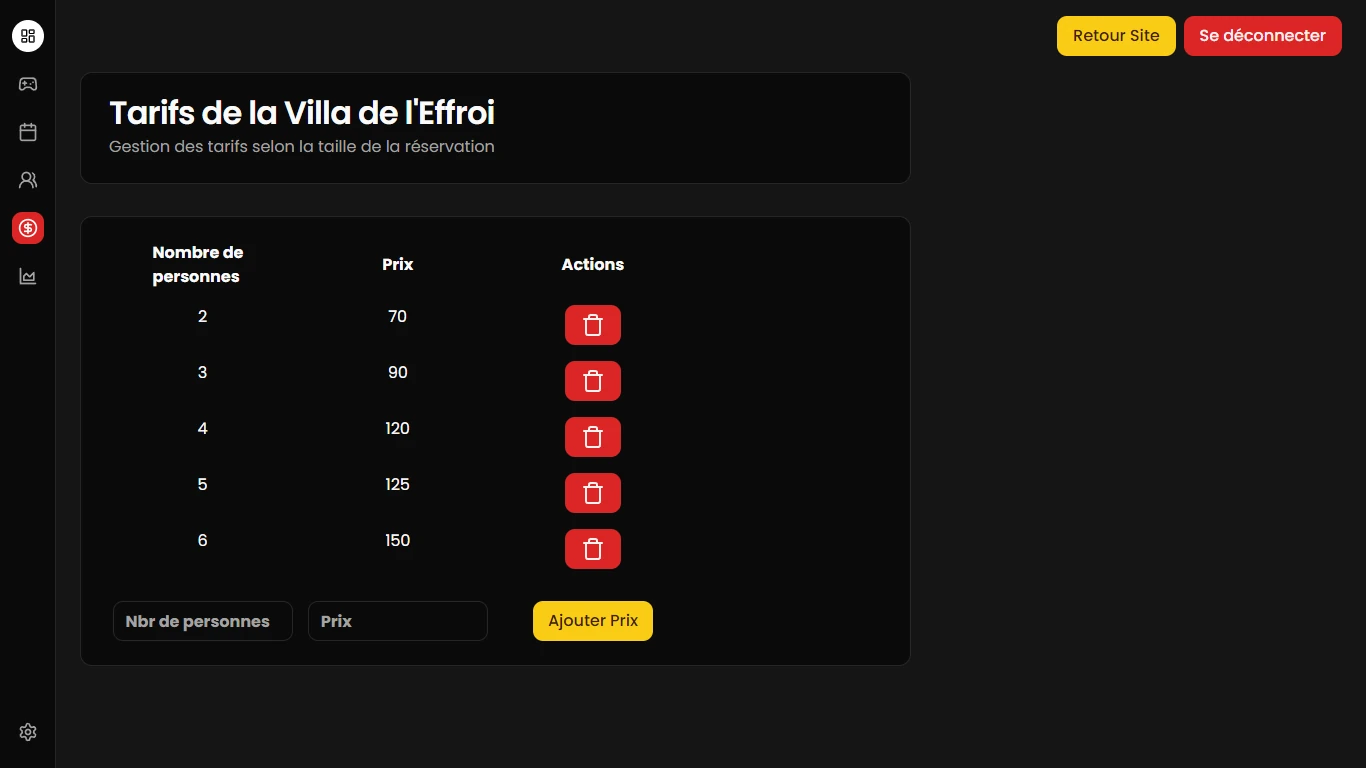 Retour Site
Se déconnecter
Tarifs de la Villa de l'Effroi
Gestion des tarifs selon la taille de la réservation
Nombre de
personnes
Prix
Actions
2
70
3
90
4
120
5
125
6
150
Nbr de personnes
Prix
Ajouter Prix